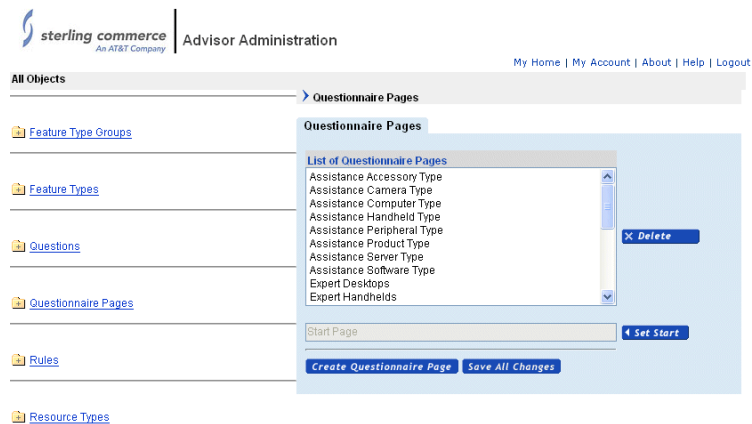 sterling commerce
An AT&T Company
Advisor Administration
My Home | My Account | About | Help | Logout
All Objects
Questionnaire Pages
Feature Type Groups
Feature Types
Questions
Questionnaire Pages
Rules
Resource Types
Questionnaire Pages
List of Questionnaire Pages
Assistance Accessory Type
Assistance Camera Type
Assistance Computer Type
Assistance Handheld Type
Assistance Peripheral Type
Assistance Product Type
Assistance Server Type
Assistance Software Type
Expert Desktops
Expert Handhelds
Delete
Start Page
Set Start
Create Questionnaire Page
Save All Changes